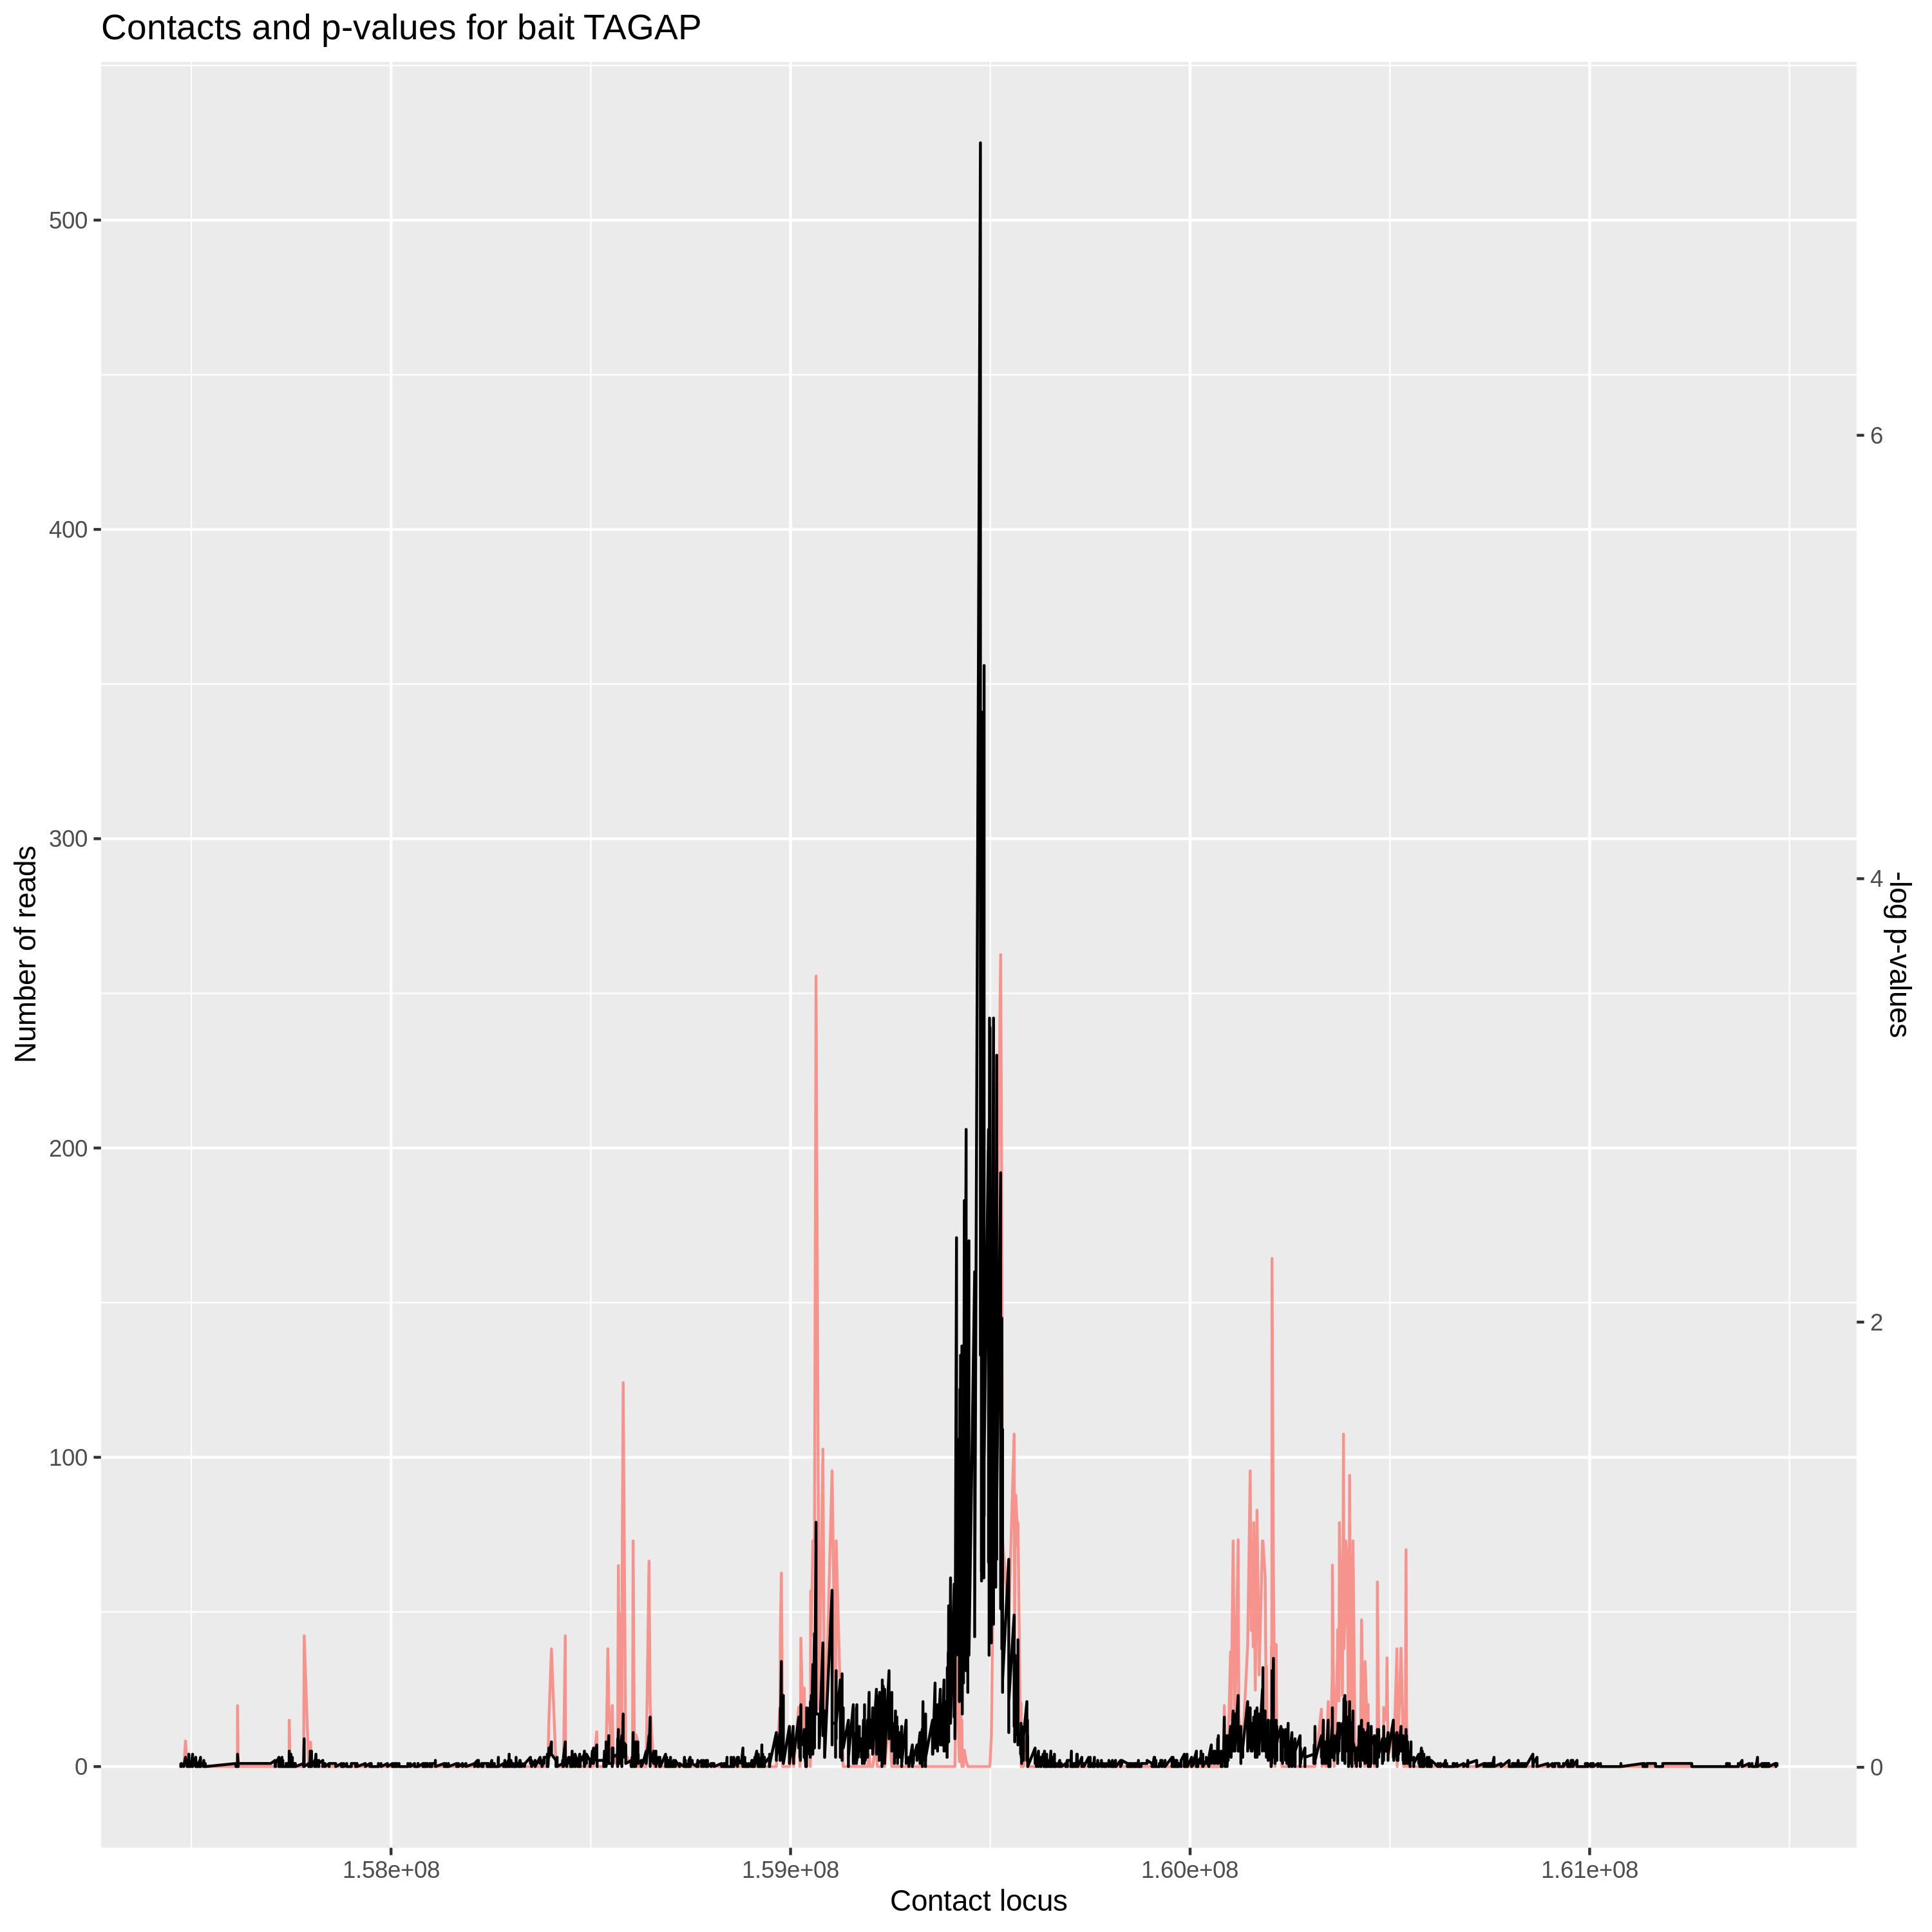 Contacts and p-values for bait TAGAP
500
400
300
200
100
0
Number of reads
6
4
2
0
-log p-values
1.58e+08
1.59e+08
1.60e+08
1.61e+08
Contact locus